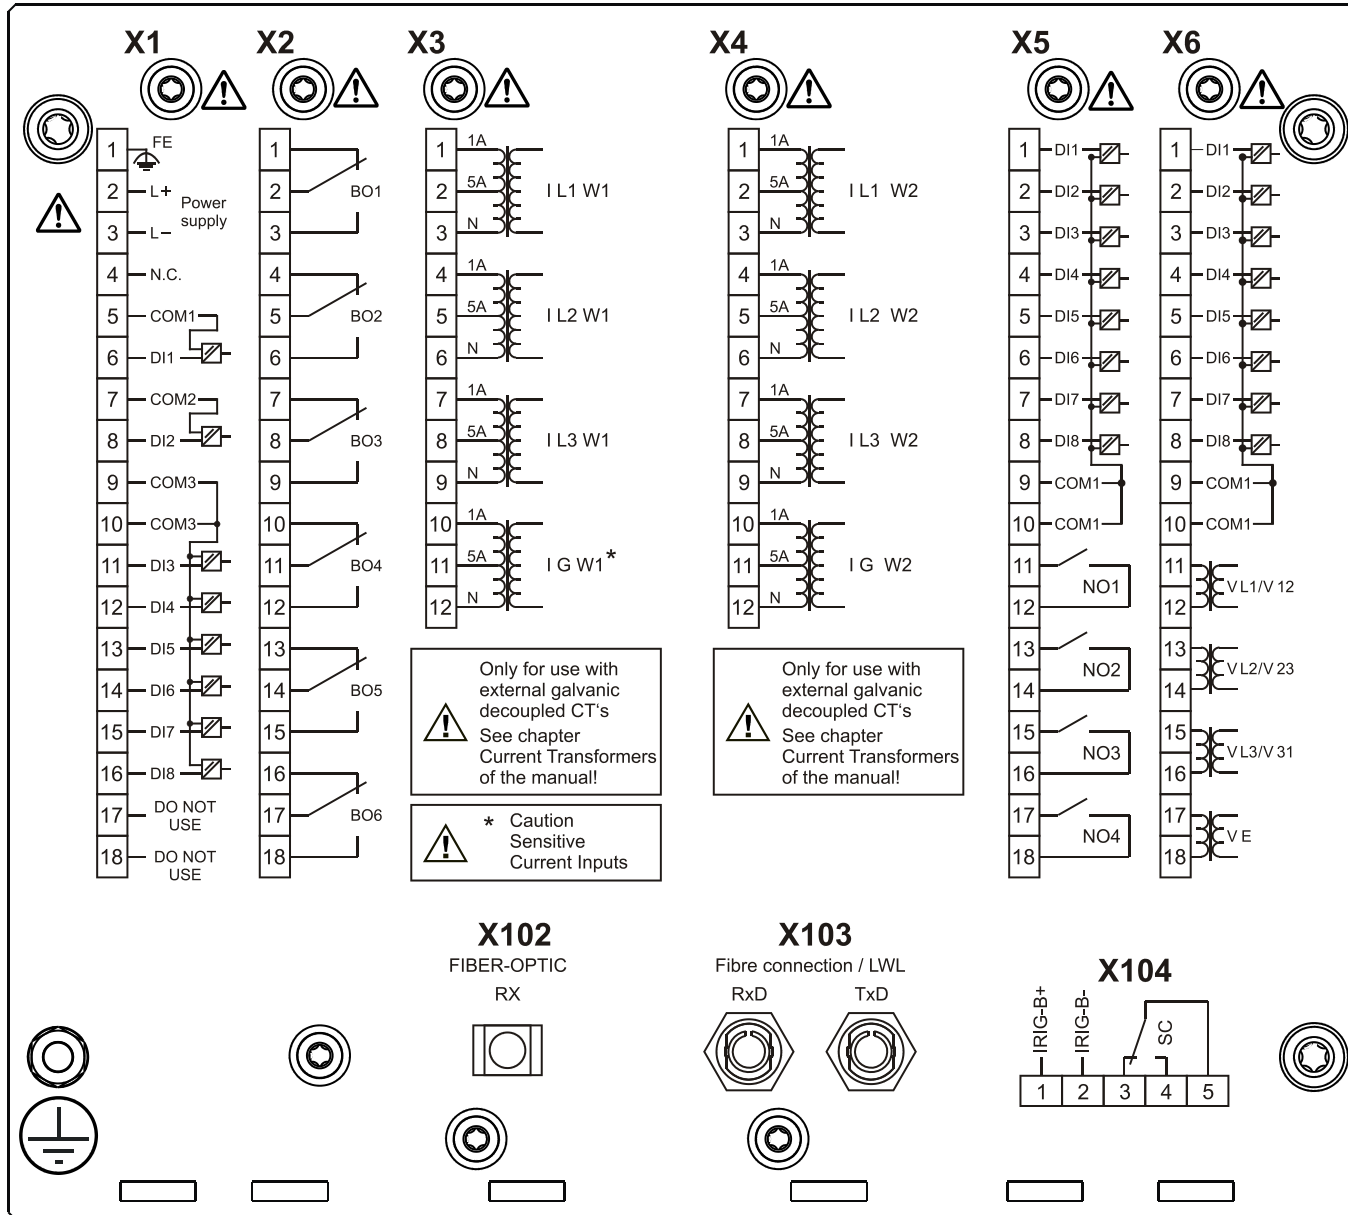 X1
X2
X3
X4
X5
X6
1 FE
2 L+
Power
supply
3 L–
4 N.C.
5 COM1
6 DI1
7 COM2
8 DI2
9 COM3
10 COM3
11 DI3
12 DI4
13 DI5
14 DI6
15 DI7
16 DI8
17 DO NOT
USE
18 DO NOT
USE
1
2 BO1
3
4
5 BO2
6
7
8 BO3
9
10
11 BO4
12
13
14 BO5
15
16
17 BO6
18
1 1A
2 5A I L1 W1
3 N
4 1A
5 5A I L2 W1
6 N
7 1A
8 5A I L3 W1
9 N
10 1A
11 5A I G W1*
12 N
Only for use with
external galvanic
decoupled CT‘s
See chapter
Current Transformers
of the manual!
* Caution
Sensitive
Current Inputs
1 1A
2 5A I L1 W2
3 N
4 1A
5 5A I L2 W2
6 N
7 1A
8 5A I L3 W2
9 N
10 1A
11 5A I G W2
12 N
Only for use with
external galvanic
decoupled CT‘s
See chapter
Current Transformers
of the manual!
1 DI1
2 DI2
3 DI3
4 DI4
5 DI5
6 DI6
7 DI7
8 DI8
9 COM1
10 COM1
11
NO1
12
13
NO2
14
15
NO3
16
17
NO4
18
1 DI1
2 DI2
3 DI3
4 DI4
5 DI5
6 DI6
7 DI7
8 DI8
9 COM1
10 COM1
11
V L1/V 12
12
13
V L2/V 23
14
15
V L3/V 31
16
17
V E
18
X102
FIBER-OPTIC
RX
X103
Fibre connection / LWL
RxD TxD
X104
IRIG-B+
IRIG-B-
SC
1 2 3 4 5